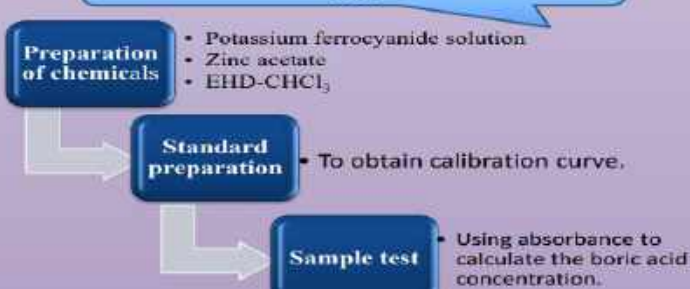 Preparation
of chemicals
• Potassium ferrocyanide solution
• Zinc acetate
• EHD-CHCl₃
Standard
preparation
• To obtain calibration curve.
Sample test
• Using absorbance to
calculate the boric acid
concentration.